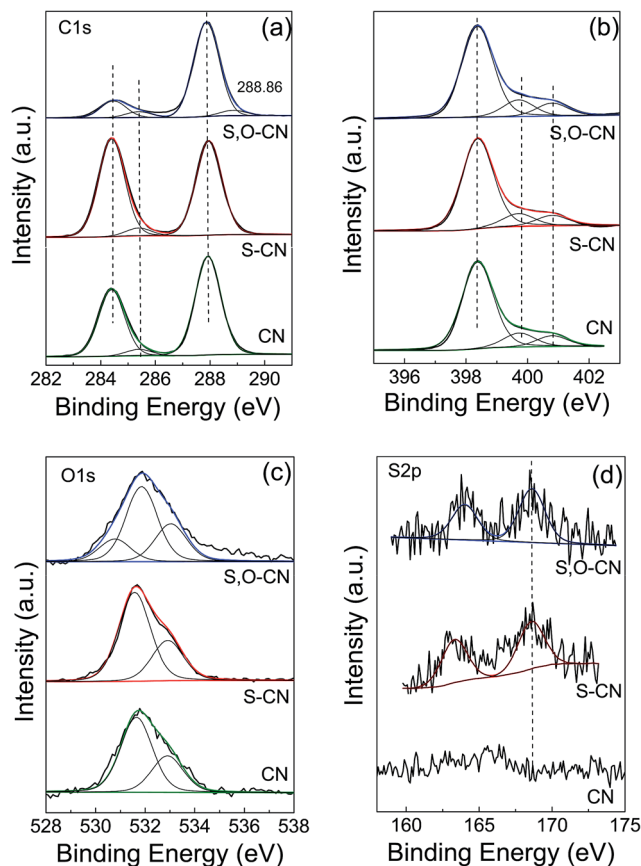 C1s
(a)
288.86
S,O-CN
S-CN
CN
Intensity (a.u.)
282 284 286 288 290
Binding Energy (eV)
(b)
S,O-CN
S-CN
CN
Intensity (a.u.)
396 398 400 402
Binding Energy (eV)
O1s
(c)
S,O-CN
S-CN
CN
Intensity (a.u.)
528 530 532 534 536 538
Binding Energy (eV)
S2p
(d)
S,O-CN
S-CN
CN
Intensity (a.u.)
160 165 170 175
Binding Energy (eV)